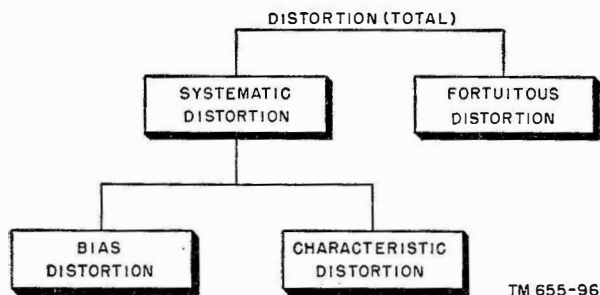 DISTORTION (TOTAL)
SYSTEMATIC
DISTORTION
FORTUITOUS
DISTORTION
BIAS
DISTORTION
CHARACTERISTIC
DISTORTION
TM 655-96